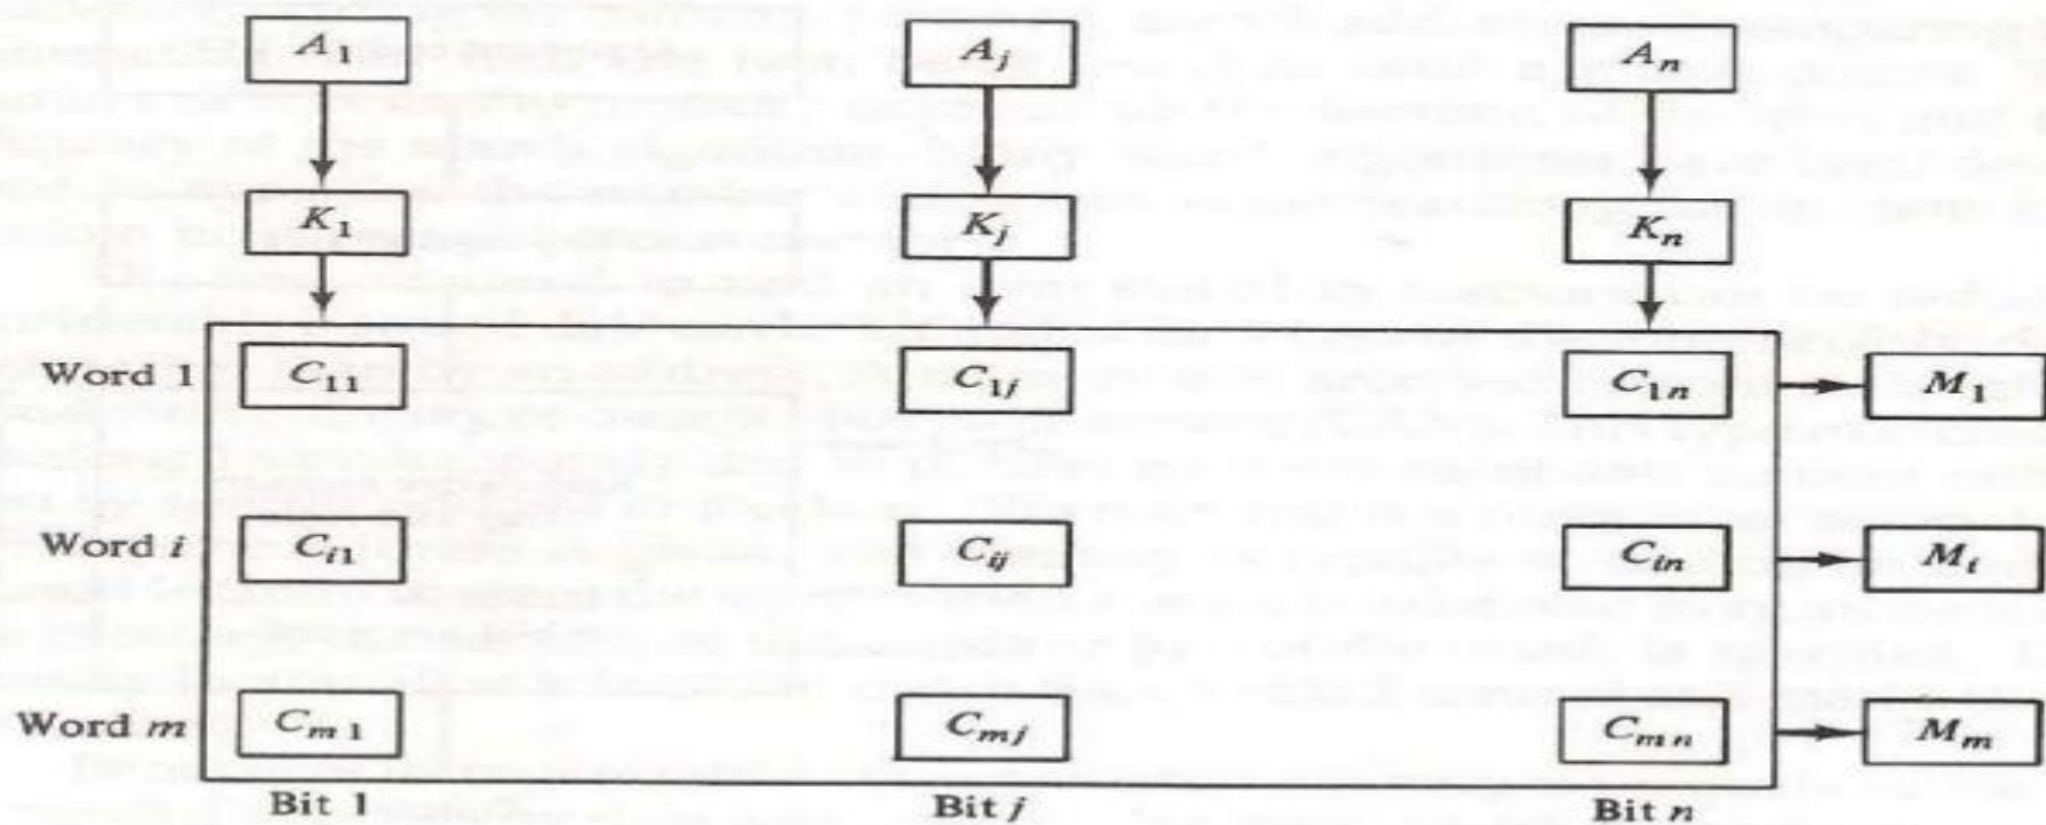 A₁ Aⱼ Aₙ
K₁ Kⱼ Kₙ
Word 1 C₁₁ C₁ⱼ C₁ₙ M₁
Word i Cᵢ₁ Cᵢⱼ Cᵢₙ Mᵢ
Word m Cₘ₁ Cₘⱼ Cₘₙ Mₘ
Bit 1 Bit j Bit n